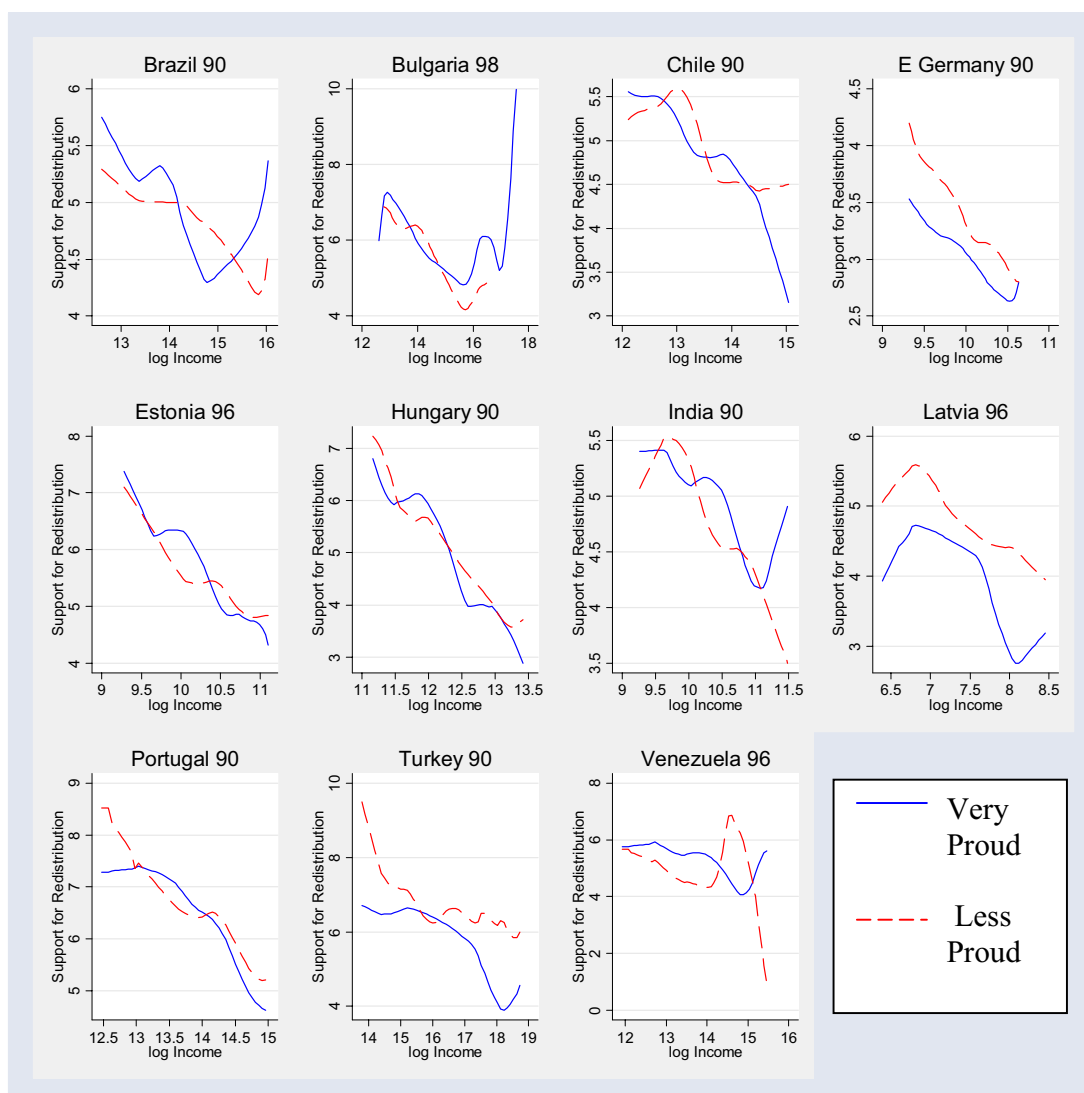 Brazil 90
Support for Redistribution
6
5.5
5
4.5
4
13 14 15 16
log Income
Bulgaria 98
Support for Redistribution
10
8
6
4
12 14 16 18
log Income
Chile 90
Support for Redistribution
5.5
5
4.5
4
3.5
3
12 13 14 15
log Income
E Germany 90
Support for Redistribution
4.5
4
3.5
3
2.5
9 9.5 10 10.5 11
log Income
Estonia 96
Support for Redistribution
8
7
6
5
4
9 9.5 10 10.5 11
log Income
Hungary 90
Support for Redistribution
7
6
5
4
3
11 11.5 12 12.5 13 13.5
log Income
India 90
Support for Redistribution
5.5
5
4.5
4
3.5
9 9.5 10 10.5 11 11.5
log Income
Latvia 96
Support for Redistribution
6
5
4
3
6.5 7 7.5 8 8.5
log Income
Portugal 90
Support for Redistribution
9
8
7
6
5
12.5 13 13.5 14 14.5 15
log Income
Turkey 90
Support for Redistribution
10
8
6
4
14 15 16 17 18 19
log Income
Venezuela 96
Support for Redistribution
8
6
4
2
0
12 13 14 15 16
log Income
Very
Proud
Less
Proud